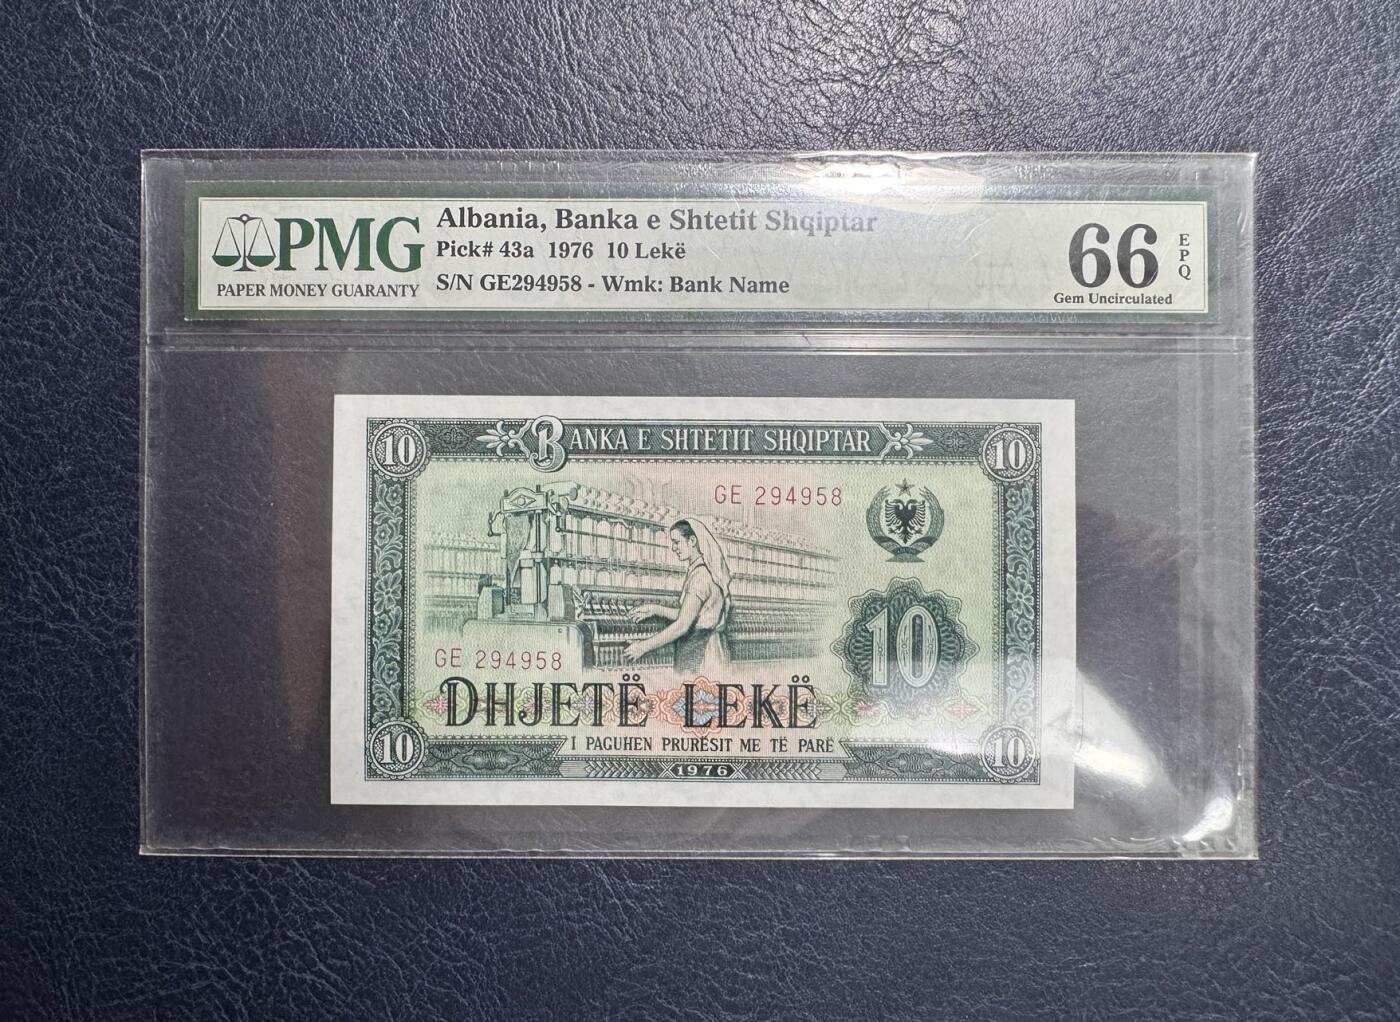 PMG
PAPER MONEY GUARANTY
Albania, Banka e Shtetit Shqiptar
Pick# 43a 1976 10 Lekë
S/N GE294958 - Wmk: Bank Name
66
EPQ
Gem Uncirculated
10 BANKA E SHTETIT SHQIPTAR 10
GE 294958
10
GE 294958
DHJETË LEKË
10 I PAGUHEN PRURËSIT ME TË PARË 10
1976